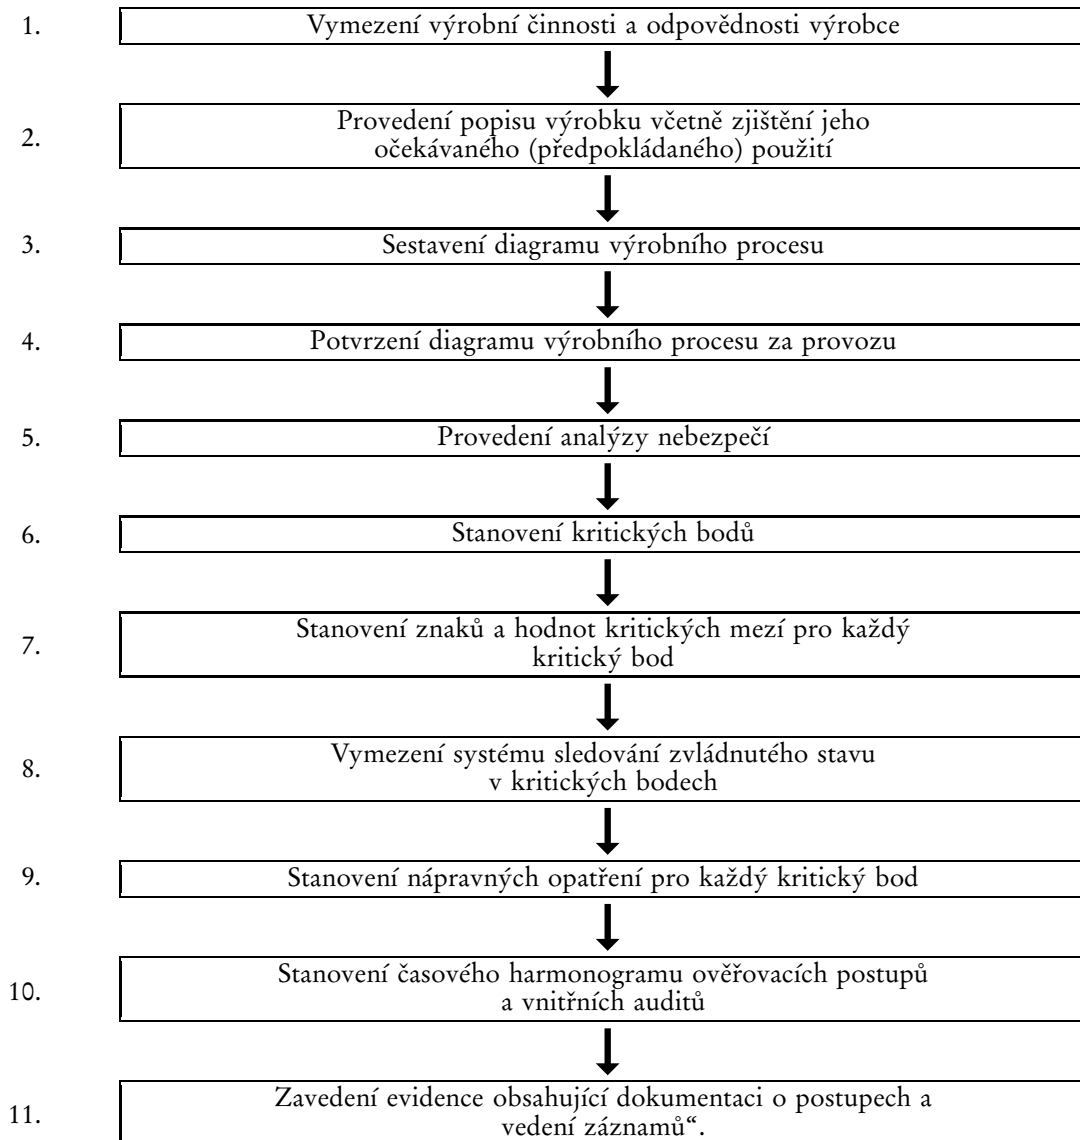 1. Vymezení výrobní činnosti a odpovědnosti výrobce
2. Provedení popisu výrobku včetně zjištění jeho
očekávaného (předpokládaného) použití
3. Sestavení diagramu výrobního procesu
4. Potvrzení diagramu výrobního procesu za provozu
5. Provedení analýzy nebezpečí
6. Stanovení kritických bodů
7. Stanovení znaků a hodnot kritických mezí pro každý
kritický bod
8. Vymezení systému sledování zvládnutého stavu
v kritických bodech
9. Stanovení nápravných opatření pro každý kritický bod
10. Stanovení časového harmonogramu ověřovacích postupů
a vnitřních auditů
11. Zavedení evidence obsahující dokumentaci o postupech a
vedení záznamů“.